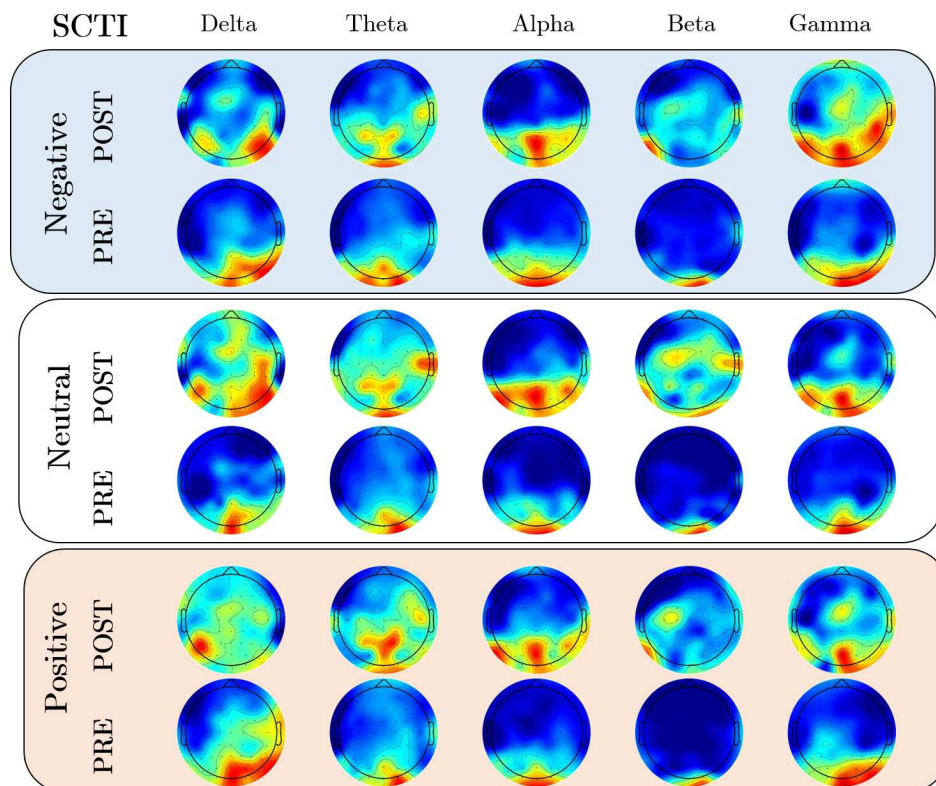 SCTI Delta Theta Alpha Beta Gamma
Negative
POST
PRE
Neutral
POST
PRE
Positive
POST
PRE